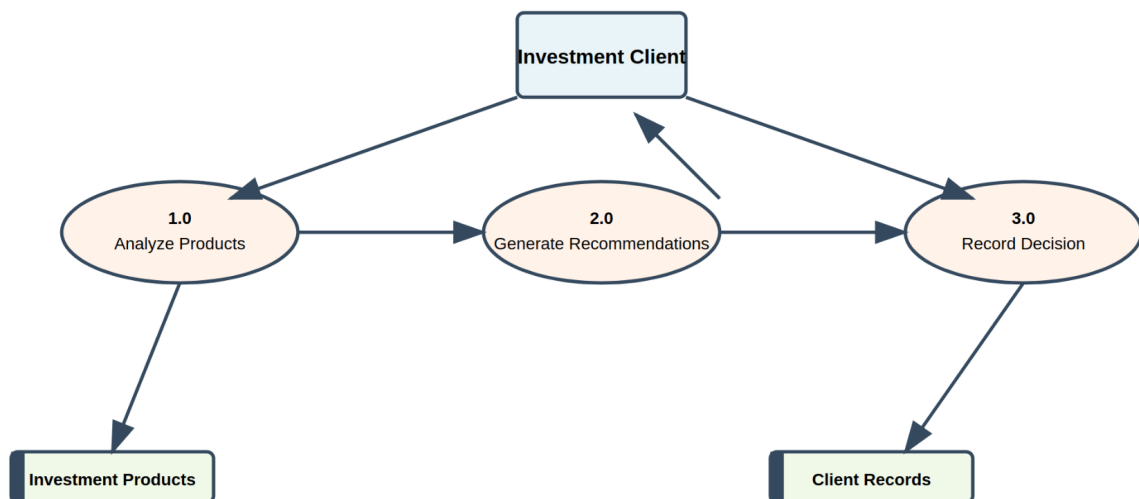 Investment Client
1.0
Analyze Products
2.0
Generate Recommendations
3.0
Record Decision
Investment Products
Client Records